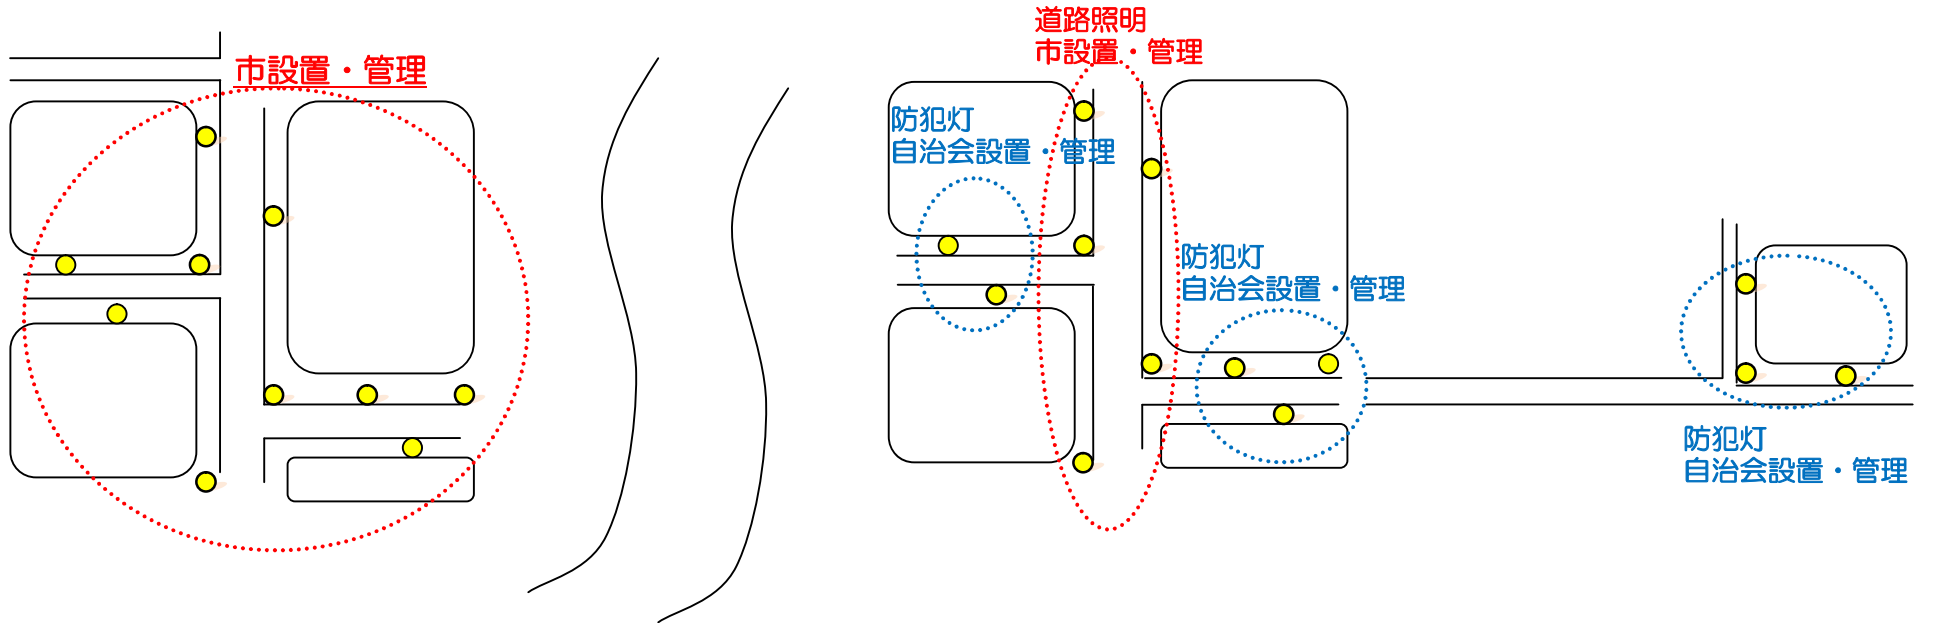 市設置・管理
道路照明
市設置・管理
防犯灯
自治会設置・管理
防犯灯
自治会設置・管理
防犯灯
自治会設置・管理